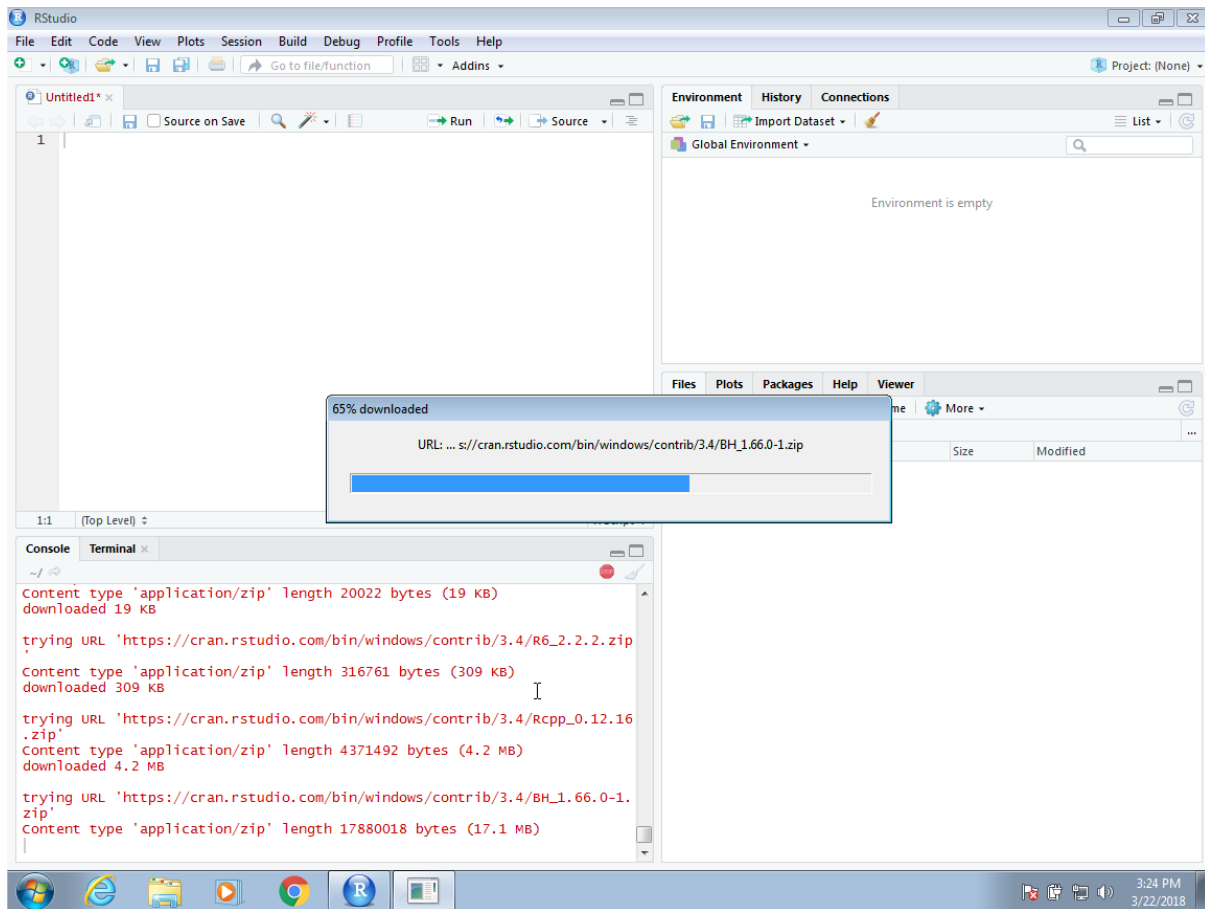 RStudio
File Edit Code View Plots Session Build Debug Profile Tools Help
Go to file/function Addins Project: (None)
Untitled1*
Source on Save Run Source
1
1:1 (Top Level)
Environment History Connections
Import Dataset List
Global Environment
Environment is empty
Files Plots Packages Help Viewer
me More
...
Size Modified
65% downloaded
URL: ... s://cran.rstudio.com/bin/windows/contrib/3.4/BH_1.66.0-1.zip
Console Terminal
~/
STOP
Content type 'application/zip' length 20022 bytes (19 KB)
downloaded 19 KB
trying URL 'https://cran.rstudio.com/bin/windows/contrib/3.4/R6_2.2.2.zip
'
Content type 'application/zip' length 316761 bytes (309 KB)
downloaded 309 KB
trying URL 'https://cran.rstudio.com/bin/windows/contrib/3.4/Rcpp_0.12.16
.zip'
Content type 'application/zip' length 4371492 bytes (4.2 MB)
downloaded 4.2 MB
trying URL 'https://cran.rstudio.com/bin/windows/contrib/3.4/BH_1.66.0-1.
zip'
Content type 'application/zip' length 17880018 bytes (17.1 MB)
R
3:24 PM
3/22/2018